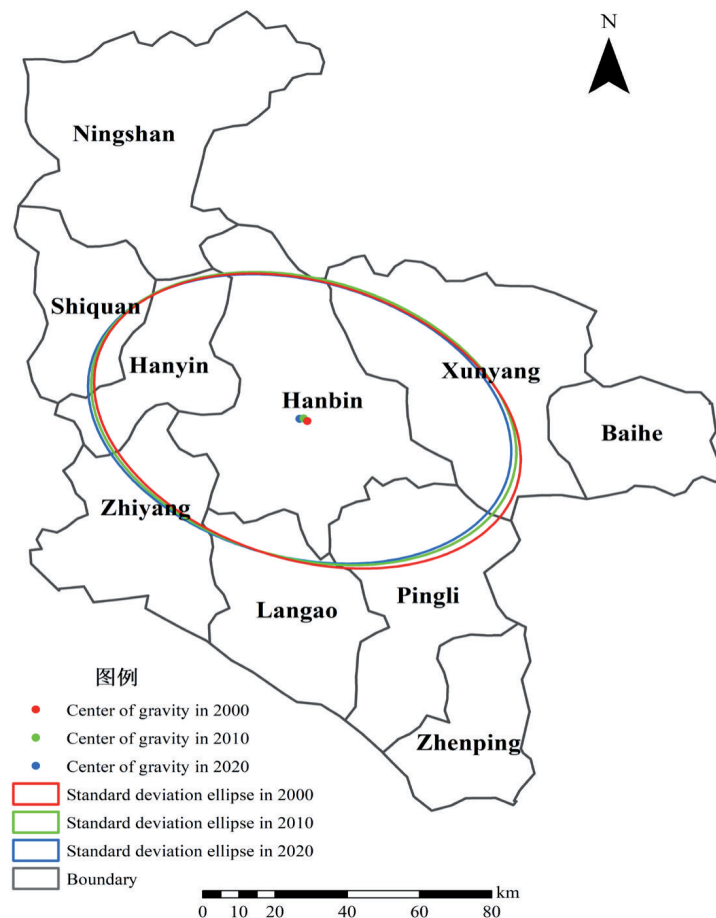 N
Ningshan
Shiquan
Hanyin
Hanbin
Xunyang
Baihe
Zhiyang
Langao
Pingli
Zhenping
图例
Center of gravity in 2000
Center of gravity in 2010
Center of gravity in 2020
Standard deviation ellipse in 2000
Standard deviation ellipse in 2010
Standard deviation ellipse in 2020
Boundary
km
0 10 20 40 60 80